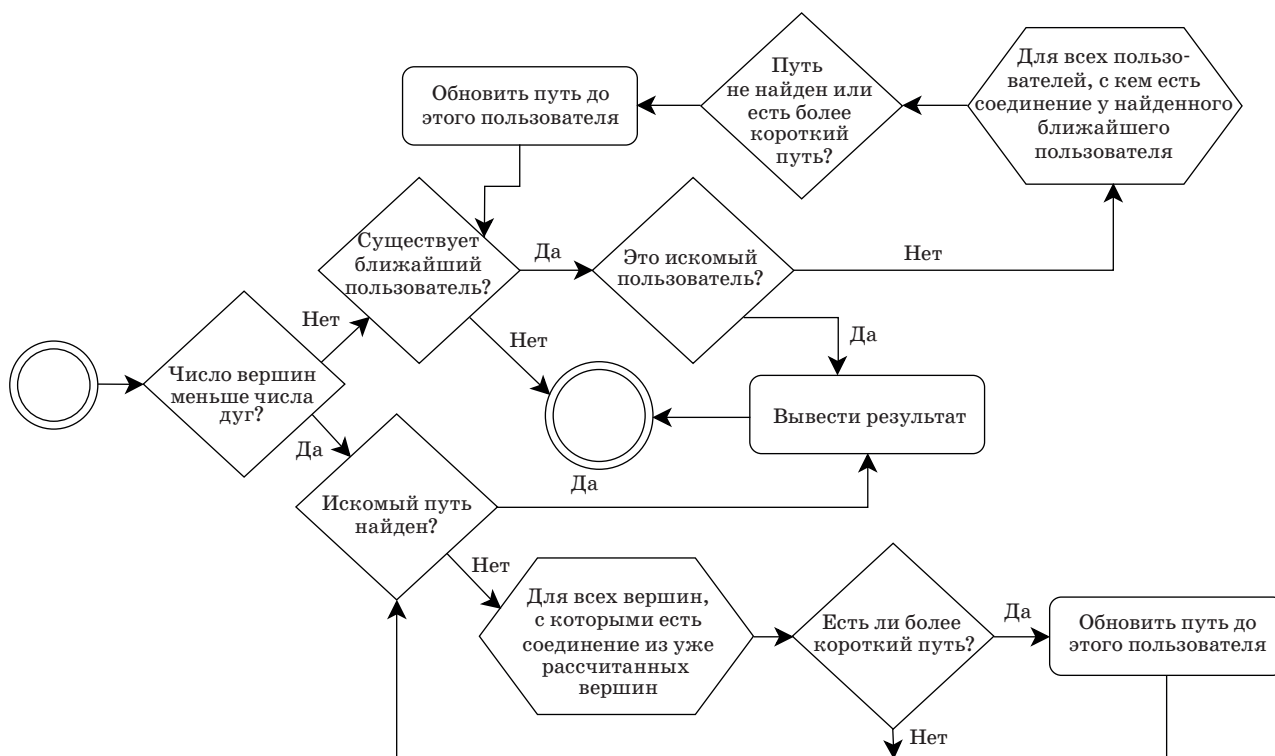 Обновить путь до
этого пользователя
Путь
не найден или
есть более
короткий
путь?
Для всех пользо-
вателей, с кем есть
соединение у найденного
ближайшего
пользователя
Существует
ближайший
пользователь?
Да
Это искомый
пользователь?
Нет
Нет
Нет
Да
Число вершин
меньше числа
дуг?
Вывести результат
Да
Да
Искомый путь
найден?
Нет
Для всех вершин,
с которыми есть
соединение из уже
рассчитанных
вершин
Есть ли более
короткий путь?
Да
Обновить путь до
этого пользователя
Нет